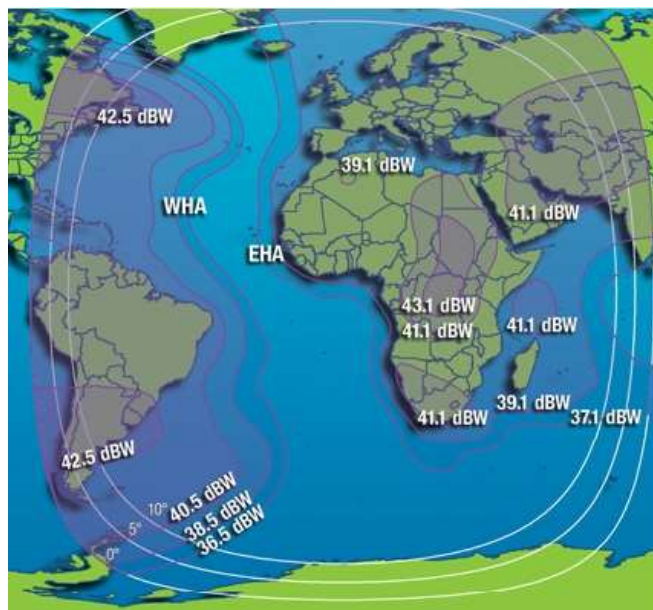 42.5 dBW
39.1 dBW
WHA
41.1 dBW
EHA
43.1 dBW
41.1 dBW
41.1 dBW
39.1 dBW
37.1 dBW
41.1 dBW
42.5 dBW
10°
40.5 dBW
5°
38.5 dBW
0°
36.5 dBW